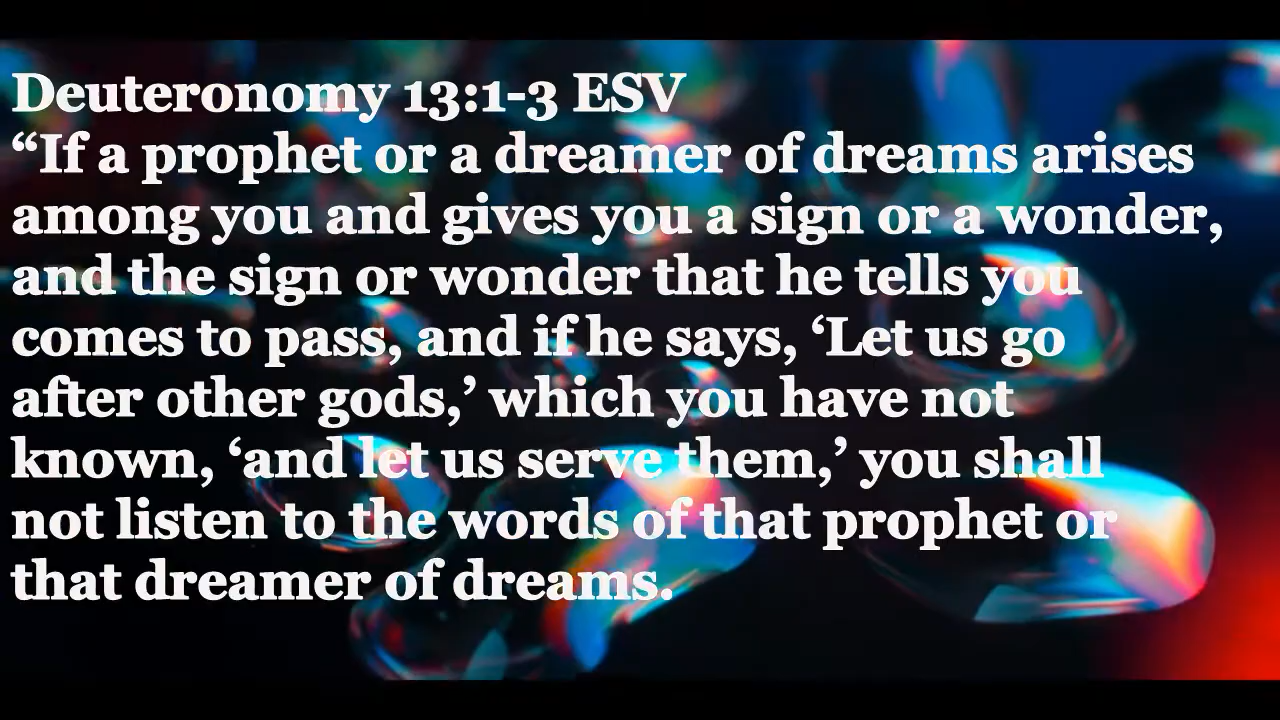 Deuteronomy 13:1-3 ESV
“If a prophet or a dreamer of dreams arises
among you and gives you a sign or a wonder,
and the sign or wonder that he tells you
comes to pass, and if he says, ‘Let us go
after other gods,’ which you have not
known, ‘and let us serve them,’ you shall
not listen to the words of that prophet or
that dreamer of dreams.